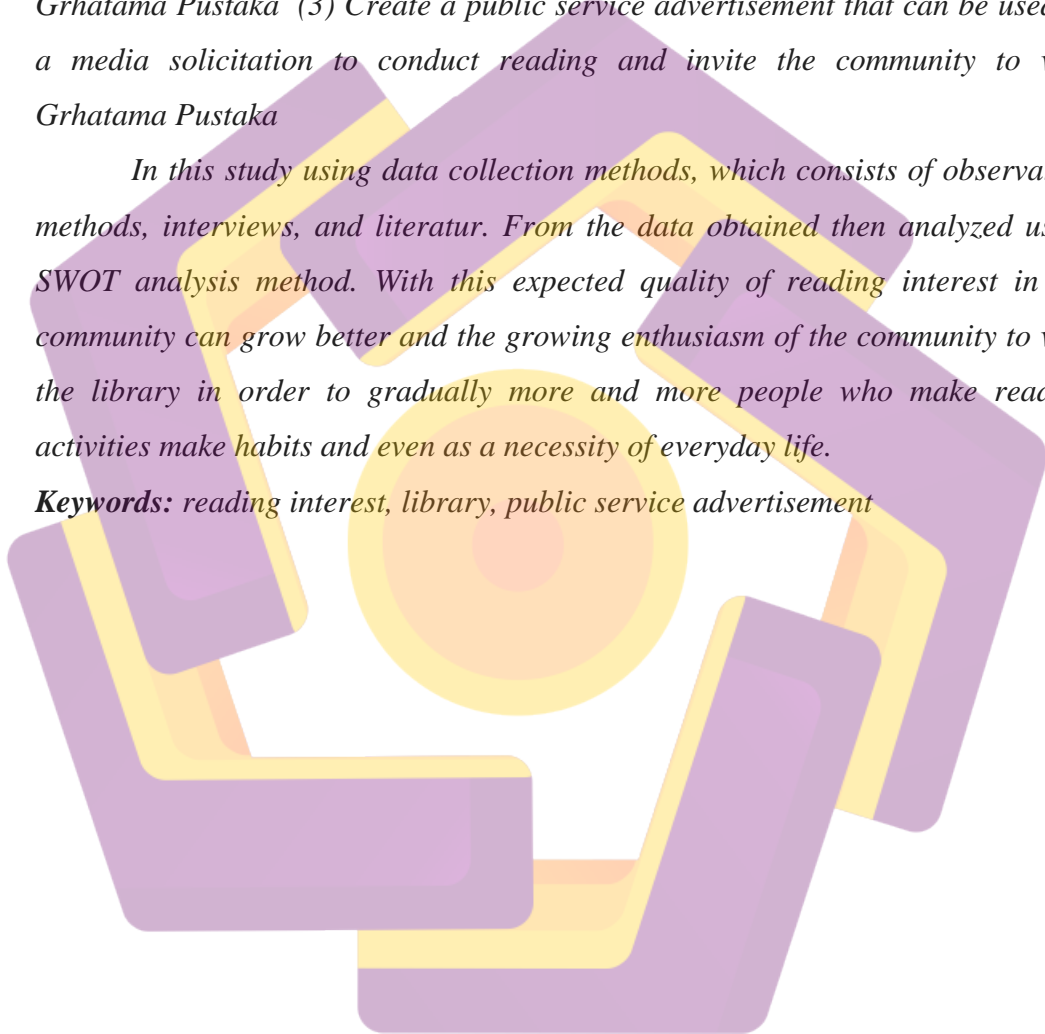 Grhatama Pustaka (3) Create a public service advertisement that can be used
a media solicitation to conduct reading and invite the community to v
Grhatama Pustaka
In this study using data collection methods, which consists of observa
methods, interviews, and literatur. From the data obtained then analyzed us
SWOT analysis method. With this expected quality of reading interest in
community can grow better and the growing enthusiasm of the community to v
the library in order to gradually more and more people who make read
activities make habits and even as a necessity of everyday life.
Keywords: reading interest, library, public service advertisement